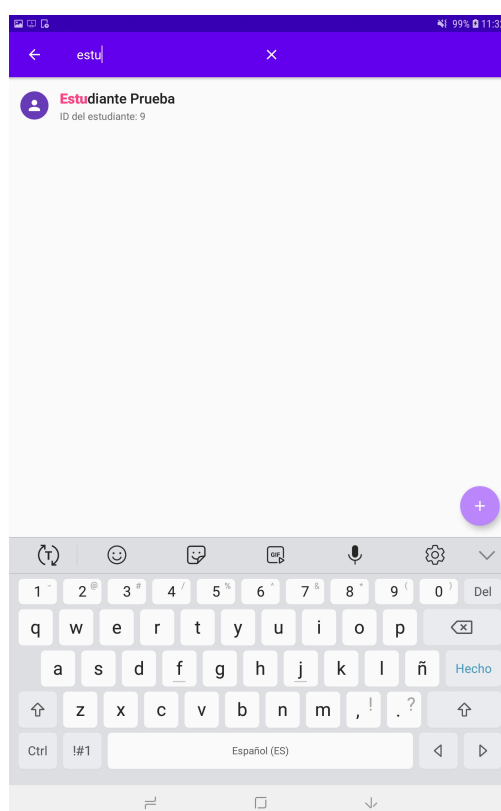 99% 11:3
estu
Estudiante Prueba
ID del estudiante: 9
T GIF
1 - 2 @ 3 # 4 / 5 % 6 ^ 7 & 8 * 9 ( 0 ) Del
q w e r t y u i o p
a s d f g h j k l ñ Hecho
z x c v b n m , ! . ?
Ctrl !#1 Español (ES)